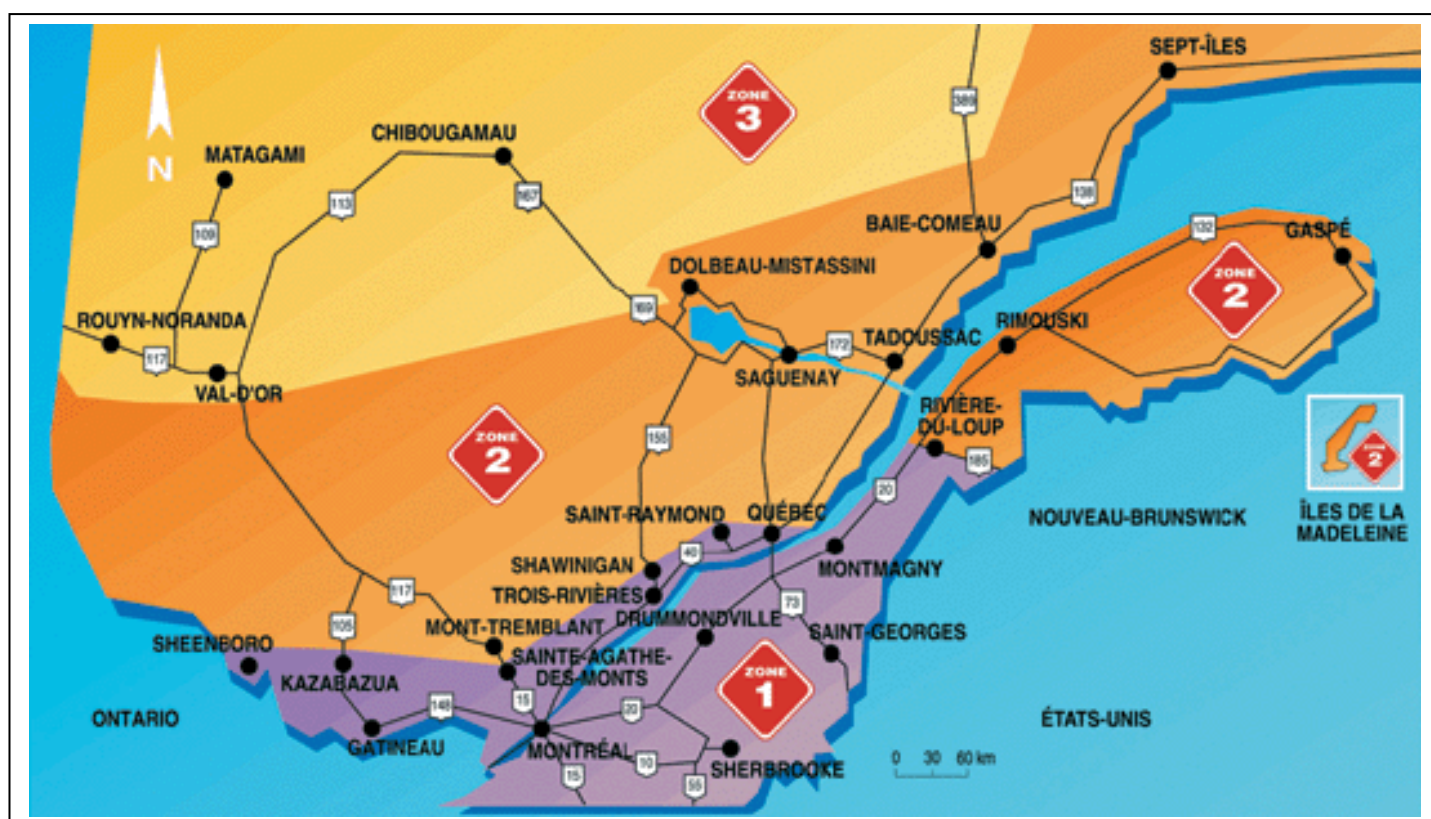 SEPT-ÎLES
ZONE
3
389
CHIBOUGAMAU
MATAGAMI
N
113
167
138
109
BAIE-COMEAU
132
GASPÉ
ZONE
2
DOLBEAU-MISTASSINI
169
ROUYN-NORANDA
117
VAL-D'OR
172
TADOUSSAC
RIMOUSKI
SAGUENAY
RIVIÈRE-
DU-LOUP
ZONE
2
155
185
2
20
NOUVEAU-BRUNSWICK
ÎLES DE LA
MADELEINE
SAINT-RAYMOND
QUÉBEC
40
SHAWINIGAN
MONTMAGNY
TROIS-RIVIÈRES
117
73
DRUMMONDVILLE
105
MONT-TREMBLANT
SAINT-GEORGES
SHEENBORO
SAINTE-AGATHE-
DES-MONTS
KAZABAZUA
ZONE
1
15
20
148
ONTARIO
ÉTATS-UNIS
GATINEAU
MONTRÉAL
10
SHERBROOKE
15
55
0 30 60 km